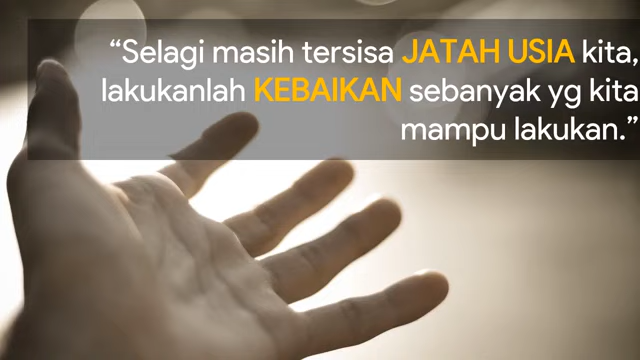 “Selagi masih tersisa JATAH USIA kita,
lakukanlah KEBAIKAN sebanyak yg kita
mampu lakukan.”